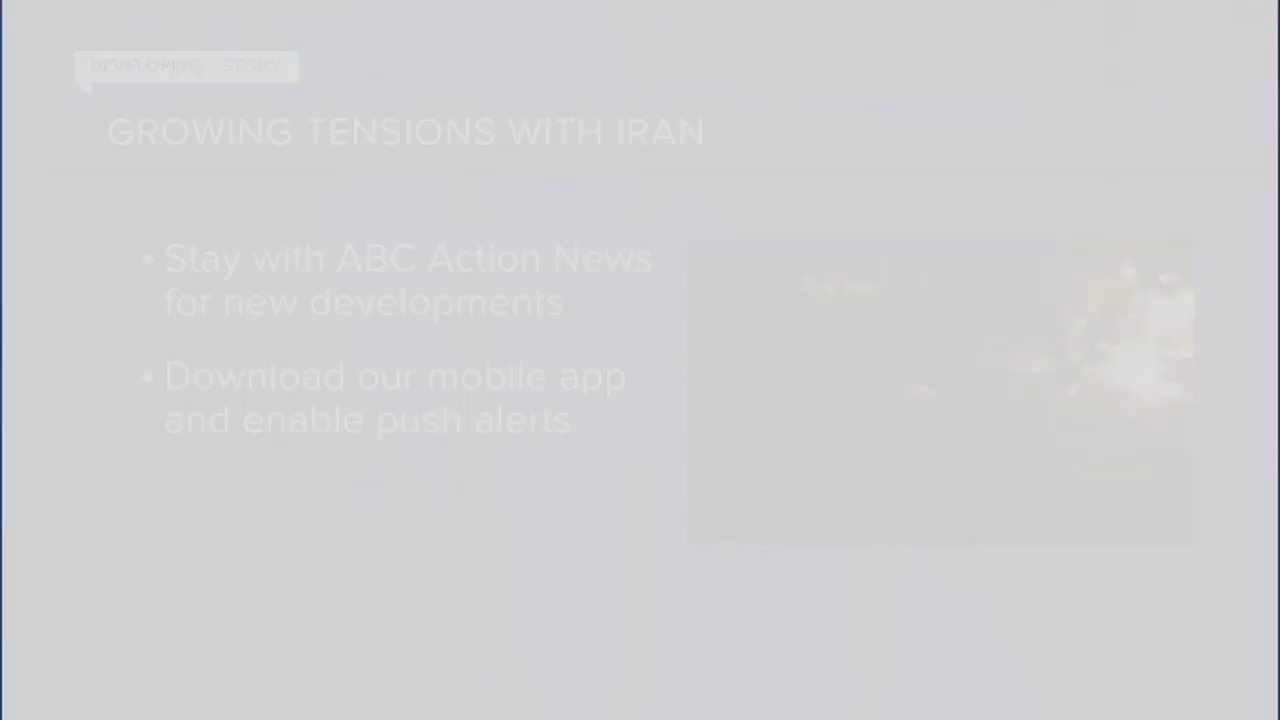 DEVELOPING STORY
GROWING TENSIONS WITH IRAN
• Stay with ABC Action News
for new developments
• Download our mobile app
and enable push alerts